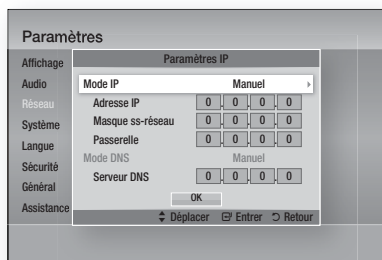 Paramètres
Affichage
Audio
Réseau
Système
Langue
Sécurité
Général
Assistance
Paramètres IP
Mode IP Manuel
Adresse IP 0 . 0 . 0 . 0
Masque ss-réseau 0 . 0 . 0 . 0
Passerelle 0 . 0 . 0 . 0
Mode DNS Manuel
Serveur DNS 0 . 0 . 0 . 0
OK
Déplacer Entrer Retour